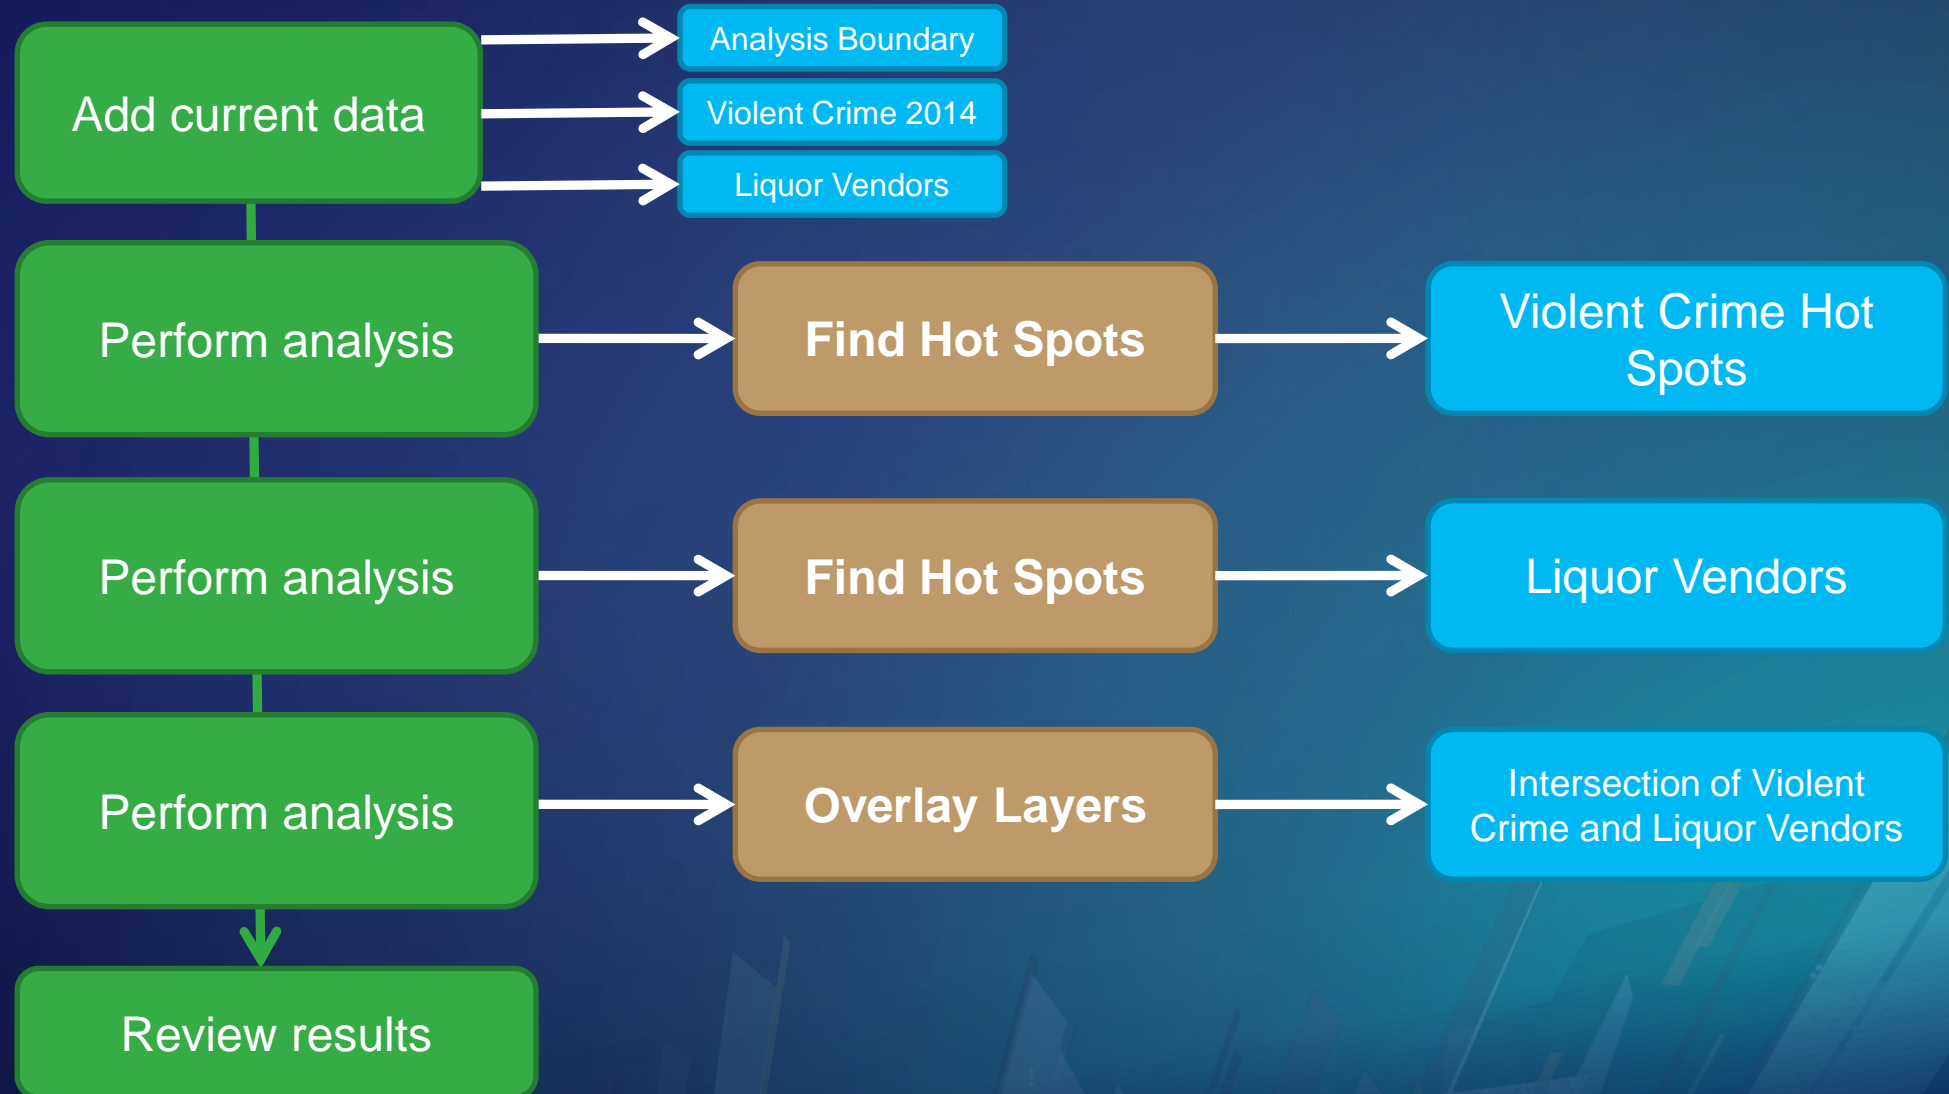 Add current data
Analysis Boundary
Violent Crime 2014
Liquor Vendors
Perform analysis
Find Hot Spots
Violent Crime Hot
Spots
Perform analysis
Find Hot Spots
Liquor Vendors
Perform analysis
Overlay Layers
Intersection of Violent
Crime and Liquor Vendors
Review results